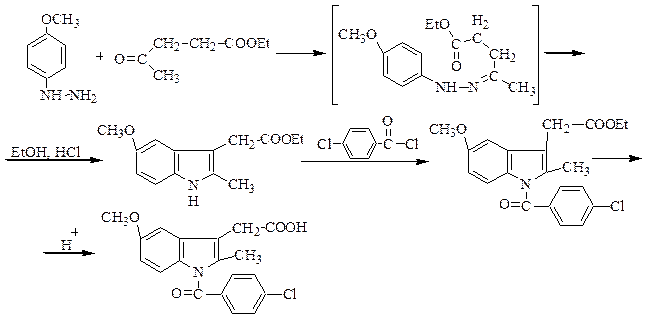 OCH₃
NH-NH₂
+
O
CH₂
CH₂-COOEt
CH₃
CH₃O
EtO
C
O
H₂
C
CH₂
NH
N
CH₃
EtOH, HCl
CH₃O
CH₂-COOEt
N
H
CH₃
Cl
O
Cl
CH₃O
CH₂
COOEt
N
CH₃
O=C
Cl
+
H
CH₃O
CH₂-COOH
N
CH₃
O=C
Cl